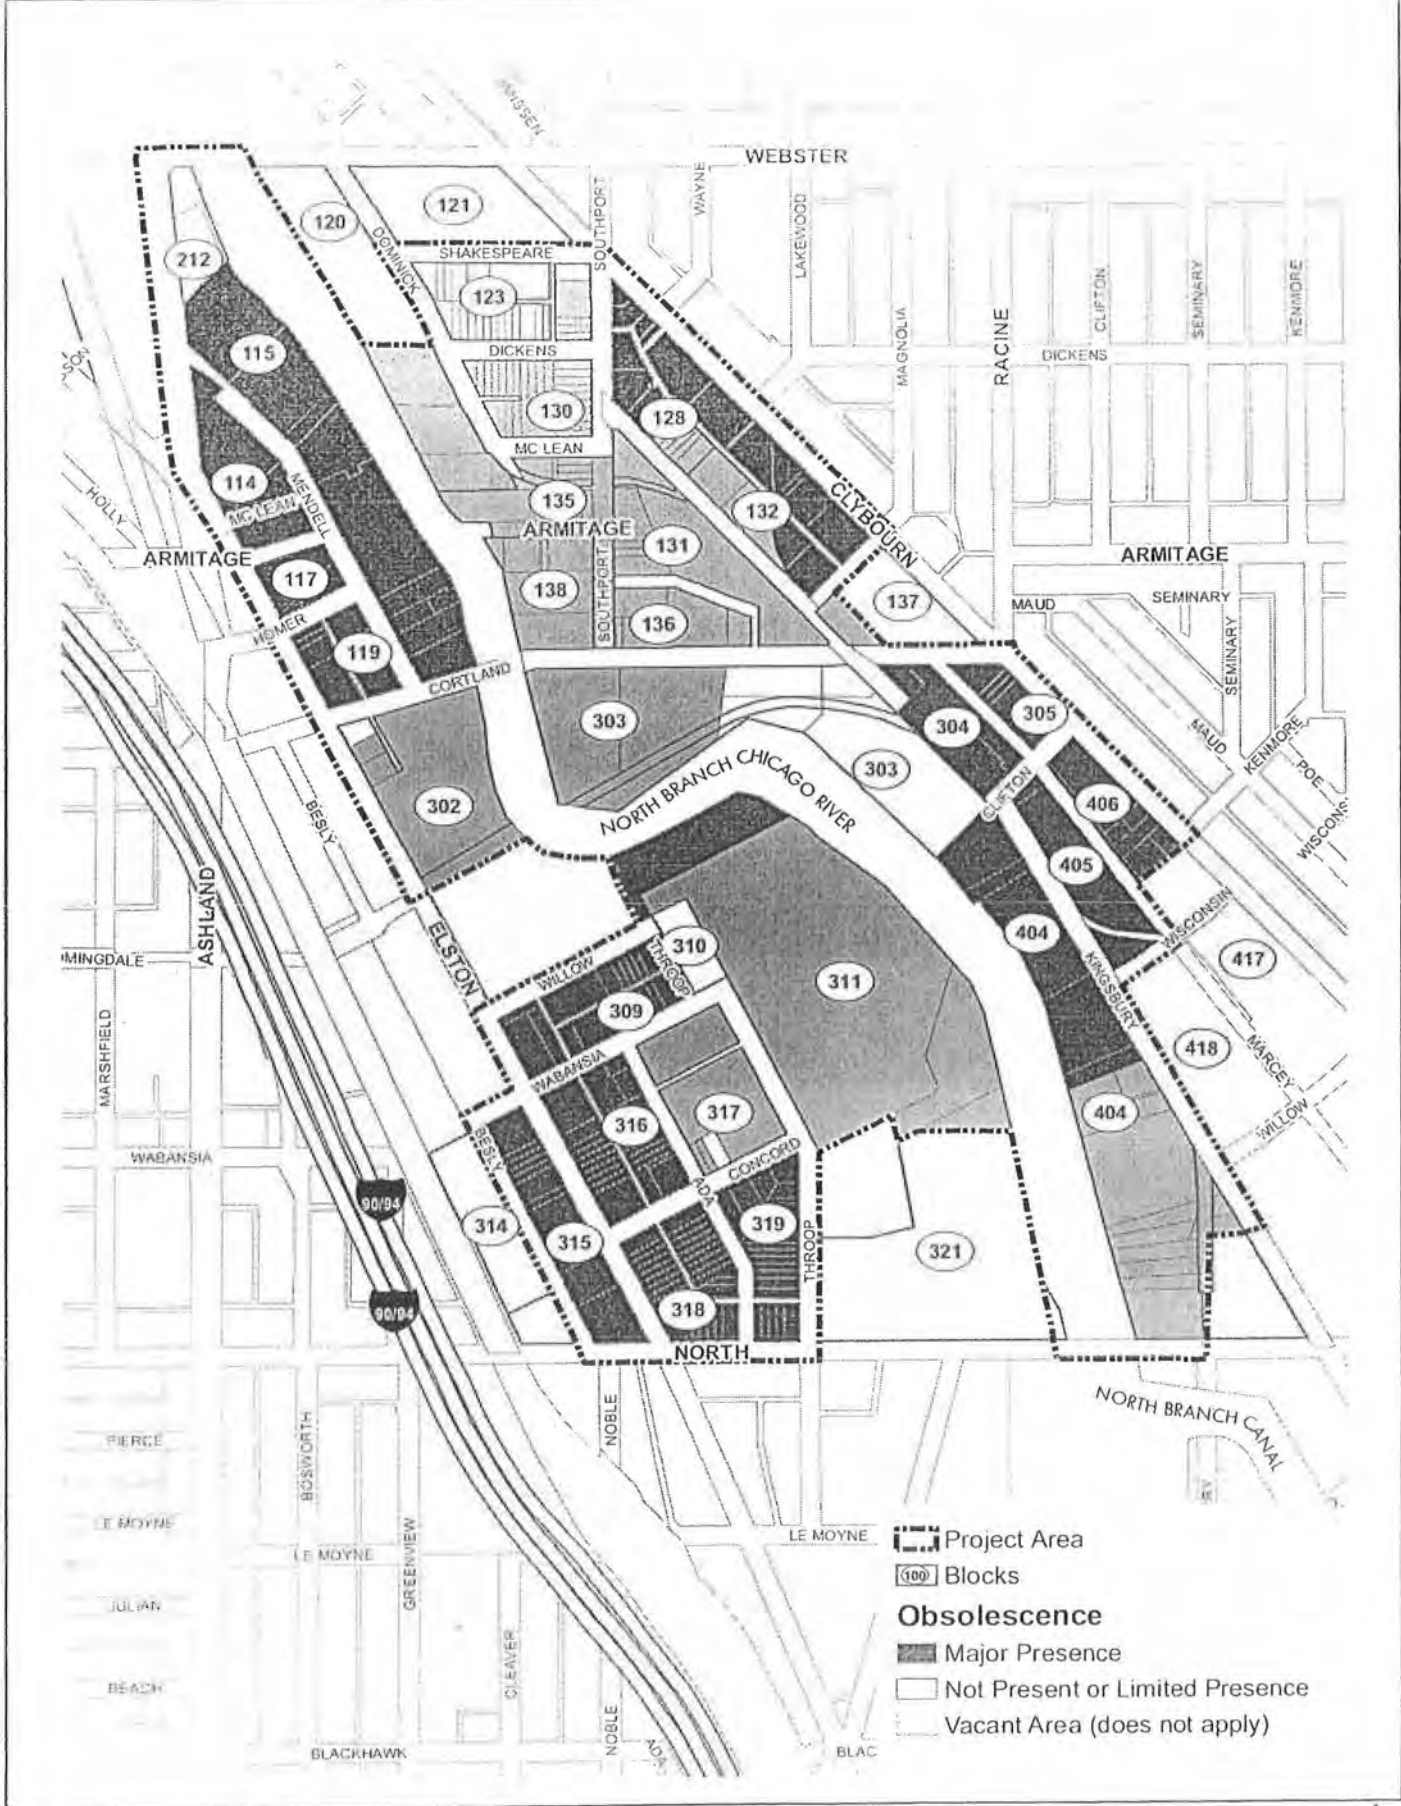 WEBSTER
SOUTHPORT
WAYNE
LAKEWOOD
120
121
DOMINICK
SHAKESPEARE
212
123
CLIFTON
SEMINARY
KENMORE
MAGNOLIA
RACINE
115
DICKENS
DICKENS
130
128
MC LEAN
114
MENDELL
MC LEAN
HOLLY
135
132
CLYBOURN
ARMITAGE
131
ARMITAGE
ARMITAGE
117
138
SOUTHPORT
136
137
MAUD
SEMINARY
SEMINARY
HOMER
119
CORTLAND
303
304
305
MAUD
KENMORE
POE
WISCONS
303
CLIFTON
406
302
BESLY
NORTH BRANCH CHICAGO RIVER
405
ASHLAND
ELSTON
WISCONSIN
404
417
OMINGDALE
WILLOW
THROOP
310
311
KINGSBURY
309
MARSHFIELD
WABANSIA
418
MARCEY
WILLOW
316
317
404
BESLY
WABANSIA
CONCORD
ADA
90/94
314
315
319
THROOP
321
90/94
318
NORTH
NORTH BRANCH CANAL
NOBLE
PIERCE
BOSWORTH
LE MOYNE
LE MOYNE
LE MOYNE
GREENVIEW
JULIAN
CLEAVER
BEACH
NOBLE
ADA
BLACKHAWK
BLAC
Project Area
100 Blocks
Obsolescence
Major Presence
Not Present or Limited Presence
Vacant Area (does not apply)